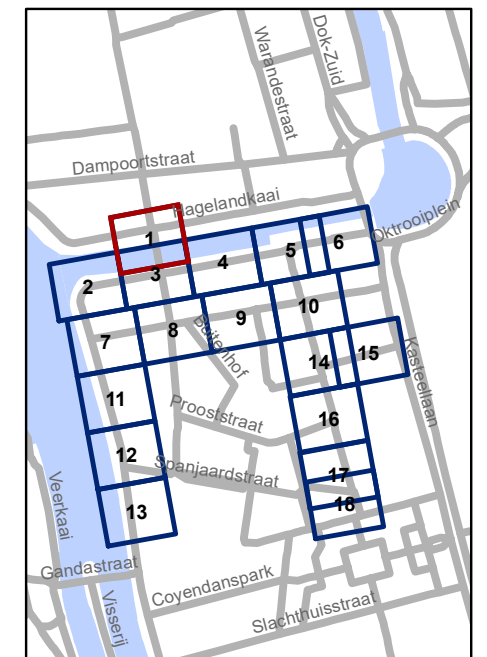 Warandestraat
Dok-Zuid
Dampoortstraat
Hagelandkaai
Oktrooiplein
1
2
3
4
5
6
7
8
9
10
Buitenhof
11
14
15
Kasteellaan
Prooststraat
16
12
Spanjaardstraat
17
13
18
Veerkaai
Gandastraat
Visserij
Coyendanspark
Slachthuisstraat